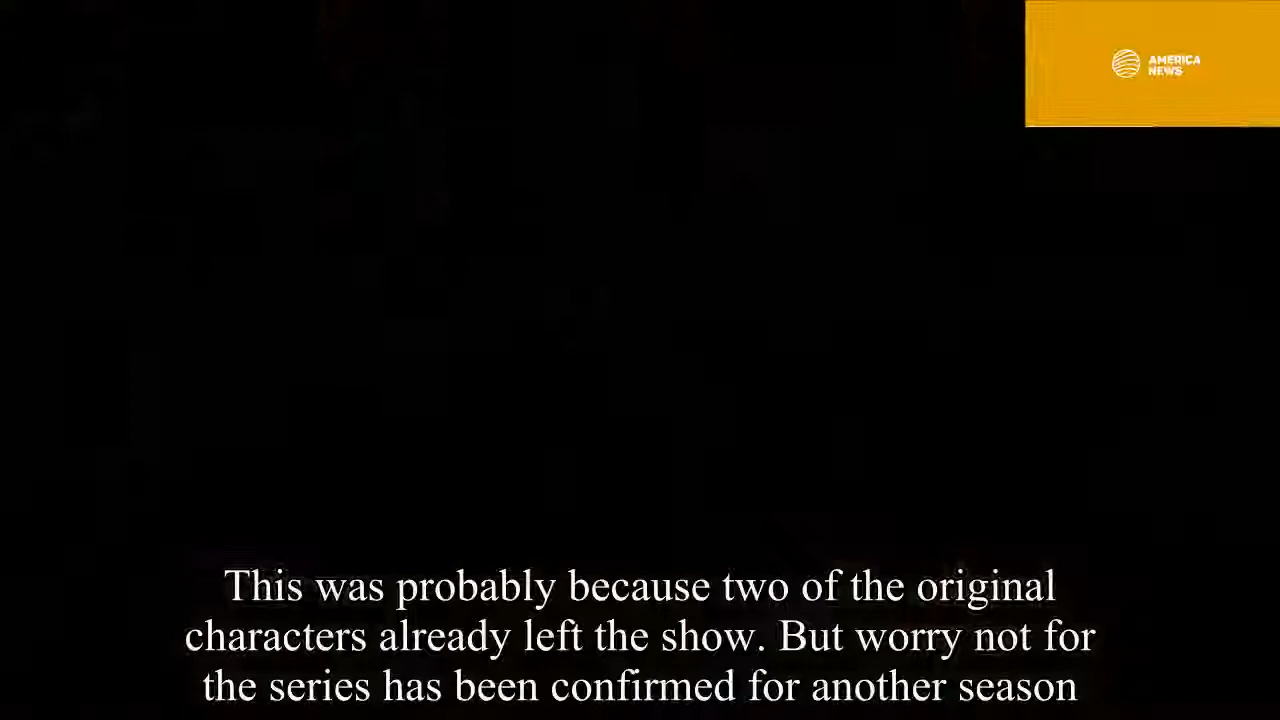 AMERICA
NEWS
This was probably because two of the original
characters already left the show. But worry not for
the series has been confirmed for another season